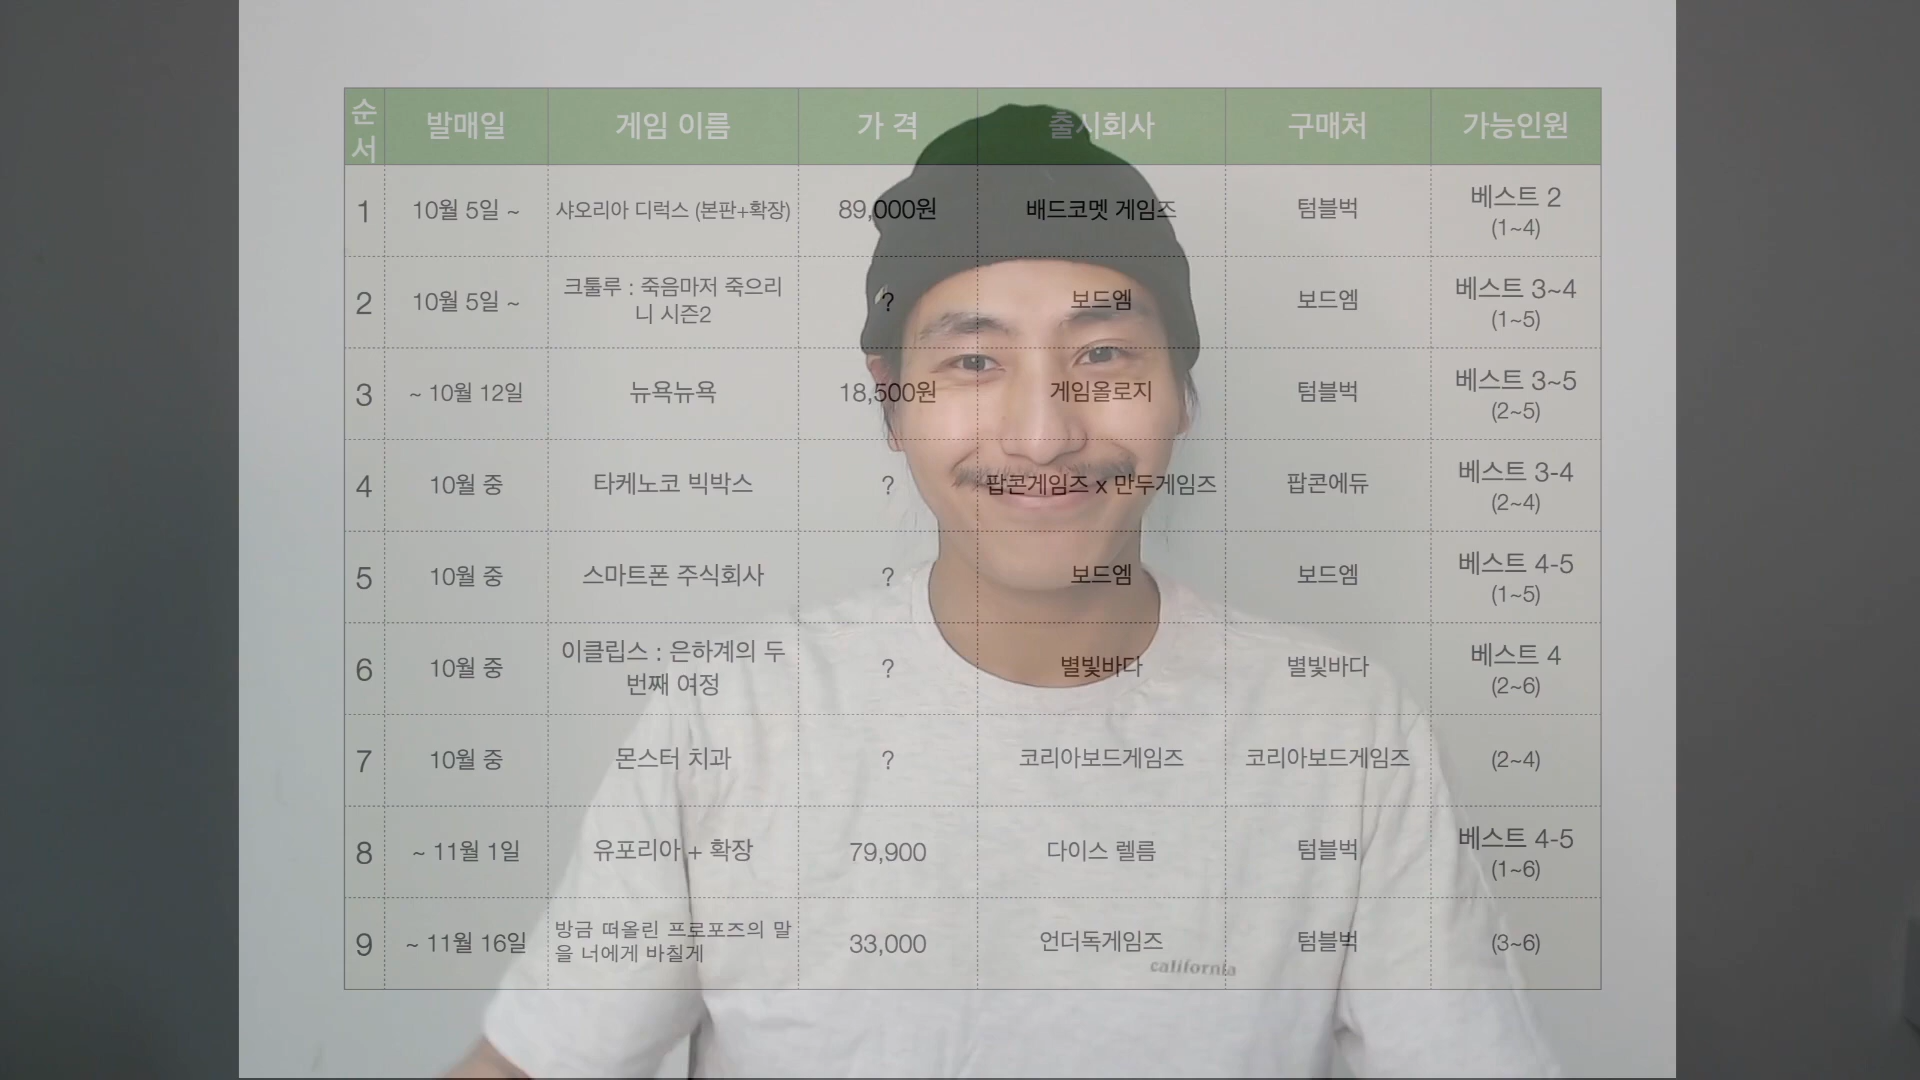 순서 발매일 게임 이름 가 격 출시회사 구매처 가능인원
1 10월 5일 ~ 샤오리아 디럭스 (본판+확장) 89,000원 배드코멧 게임즈 텀블벅 베스트 2
(1~4)
2 10월 5일 ~ 크툴루 : 죽음마저 죽으리
니 시즌2 ? 보드엠 보드엠 베스트 3~4
(1~5)
3 ~ 10월 12일 뉴욕뉴욕 18,500원 게임올로지 텀블벅 베스트 3~5
(2~5)
4 10월 중 타케노코 빅박스 ? 팝콘게임즈 x 만두게임즈 팝콘에듀 베스트 3-4
(2~4)
5 10월 중 스마트폰 주식회사 ? 보드엠 보드엠 베스트 4-5
(1~5)
6 10월 중 이클립스 : 은하계의 두
번째 여정 ? 별빛바다 별빛바다 베스트 4
(2~6)
7 10월 중 몬스터 치과 ? 코리아보드게임즈 코리아보드게임즈 (2~4)
8 ~ 11월 1일 유포리아 + 확장 79,900 다이스 렐름 텀블벅 베스트 4-5
(1~6)
9 ~ 11월 16일 방금 떠올린 프로포즈의 말
을 너에게 바칠게 33,000 언더독게임즈 텀블벅 (3~6)
california